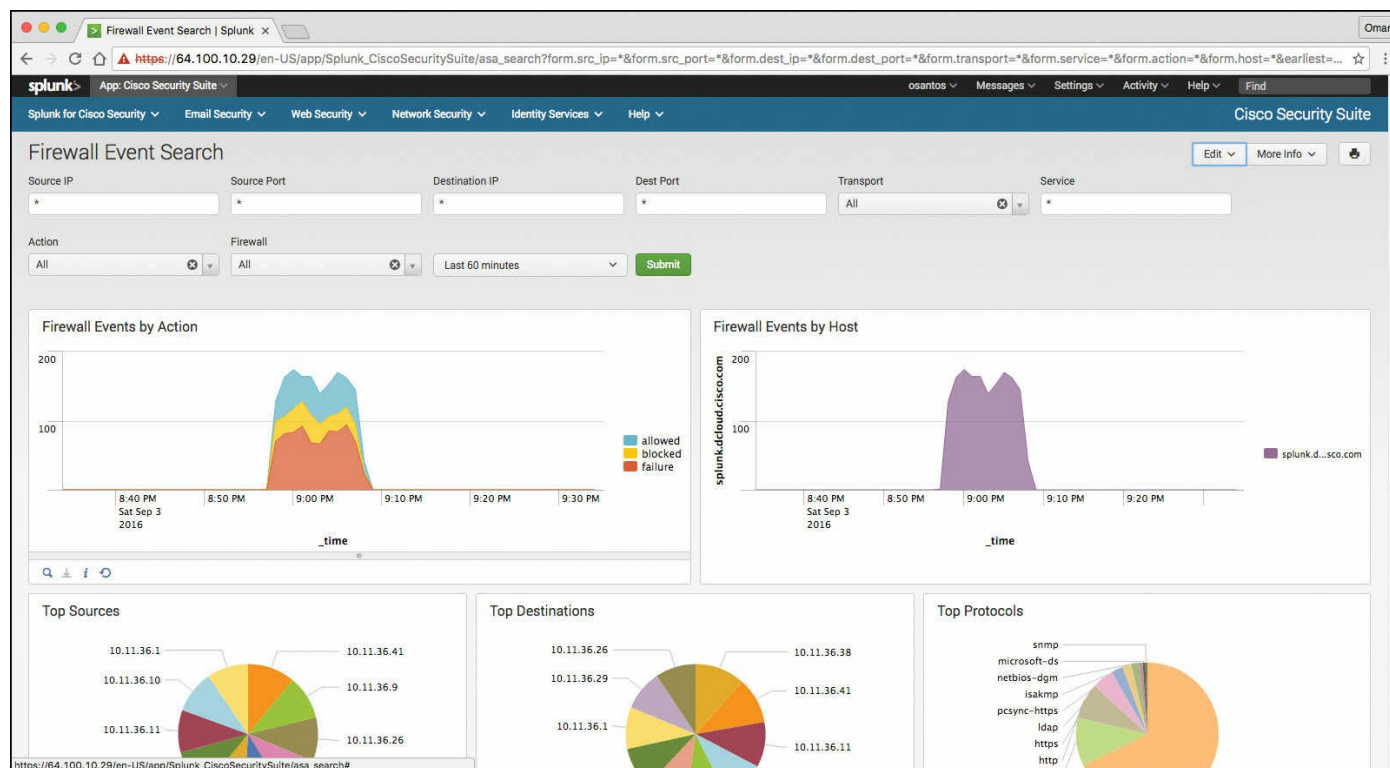 Firewall Event Search | Splunk ×
Omar
https://64.100.10.29/en-US/app/Splunk_CiscoSecuritySuite/asa_search?form.src_ip=*&form.src_port=*&form.dest_ip=*&form.dest_port=*&form.transport=*&form.service=*&form.action=*&form.host=*&earliest=...
splunk> App: Cisco Security Suite osantos Messages Settings Activity Help Find
Splunk for Cisco Security Email Security Web Security Network Security Identity Services Help Cisco Security Suite
Firewall Event Search Edit More Info
Source IP Source Port Destination IP Dest Port Transport Service
* * * * All *
Action Firewall
All All Last 60 minutes Submit
Firewall Events by Action
200
100
allowed
blocked
failure
8:40 PM 8:50 PM 9:00 PM 9:10 PM 9:20 PM 9:30 PM
Sat Sep 3
2016
_time
i
Firewall Events by Host
splunk.dcloud.cisco.com
200
100
splunk.d...sco.com
8:40 PM 8:50 PM 9:00 PM 9:10 PM 9:20 PM
Sat Sep 3
2016
_time
Top Sources
10.11.36.1
10.11.36.10
10.11.36.11
10.11.36.41
10.11.36.9
10.11.36.26
Top Destinations
10.11.36.26
10.11.36.29
10.11.36.1
10.11.36.38
10.11.36.41
10.11.36.11
Top Protocols
snmp
microsoft-ds
netbios-dgm
isakmp
pcsync-https
ldap
https
http
https://64.100.10.29/en-US/app/Splunk_CiscoSecuritySuite/asa_search#